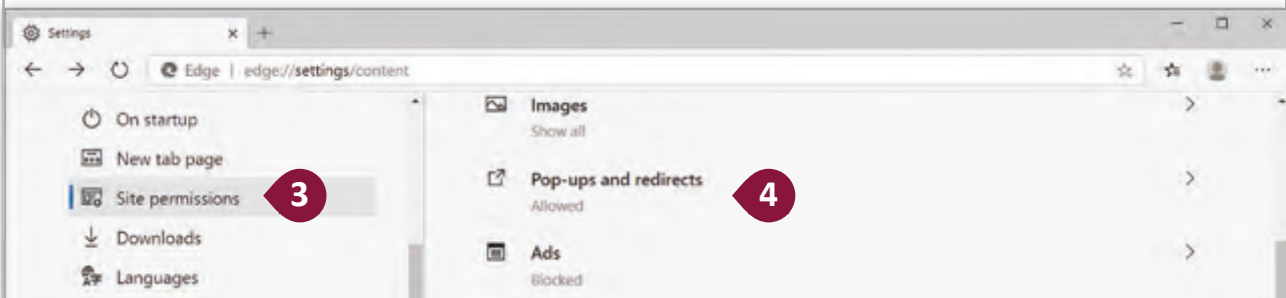 Settings
Edge | edge://settings/content
On startup
New tab page
Site permissions 3
Downloads
Languages
Images
Show all
Pop-ups and redirects 4
Allowed
Ads
Blocked